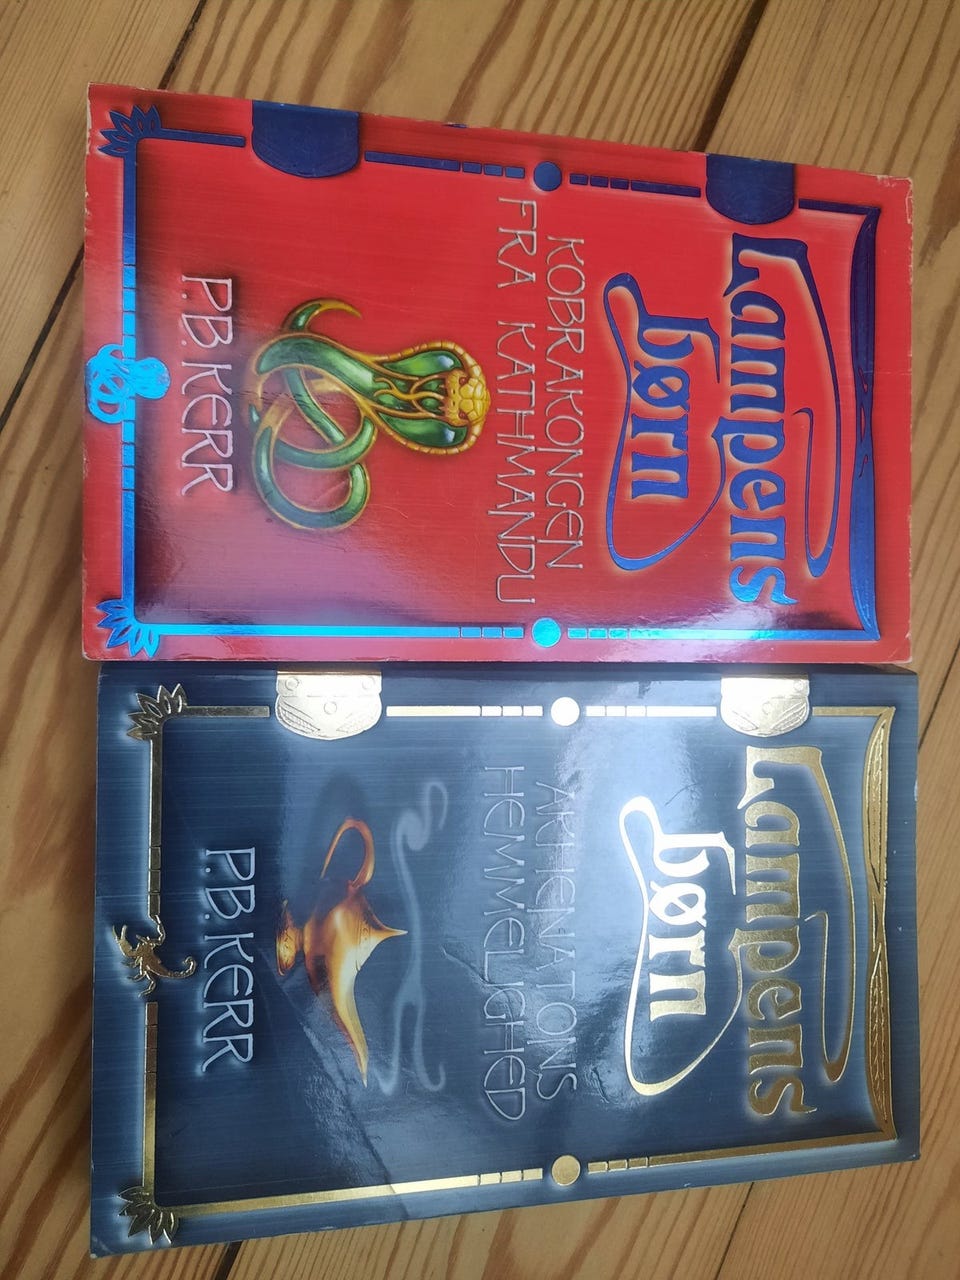 Lampens
børn
KOBRAKONGEN
FRA KATHMANDU
P.B. KERR
Lampens
børn
AKHENATONS
HEMMELIGHED
P.B. KERR